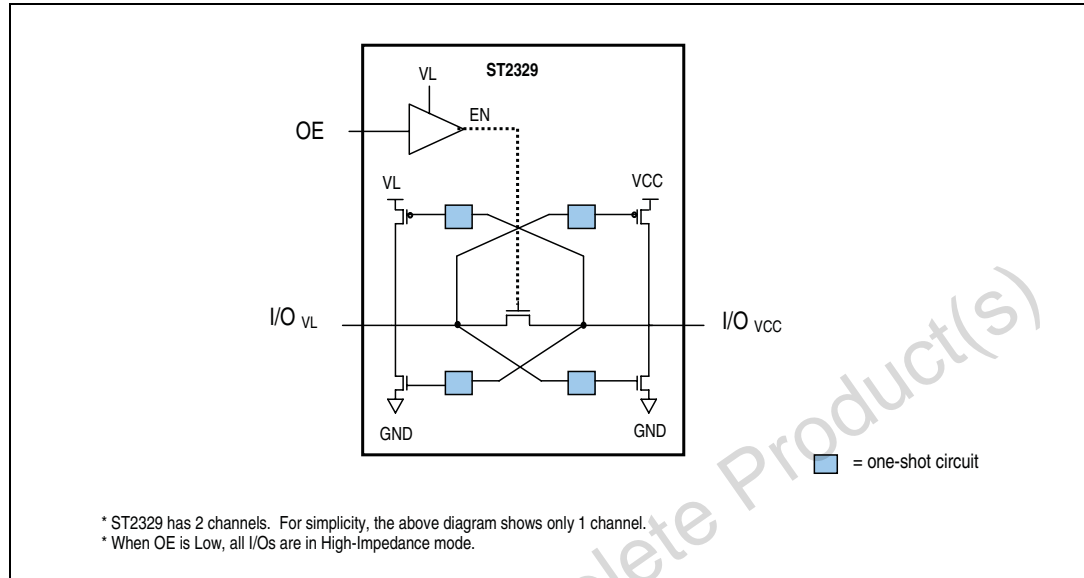 ST2329
VL
EN
OE
VL
VCC
I/O VL
I/O VCC
GND
GND
= one-shot circuit
* ST2329 has 2 channels. For simplicity, the above diagram shows only 1 channel.
* When OE is Low, all I/Os are in High-Impedance mode.
Product(s)